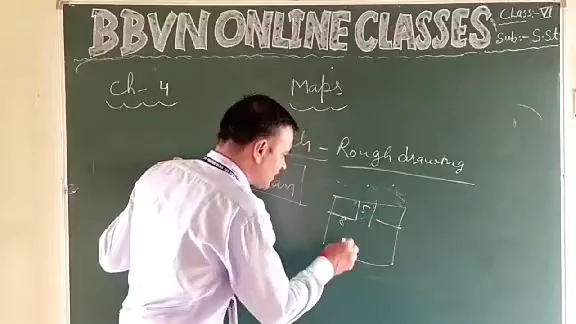 BBVN ONLINE CLASSES
Class:- VI
Sub:- S.St
Ch- 4
Maps
- Rough drawing